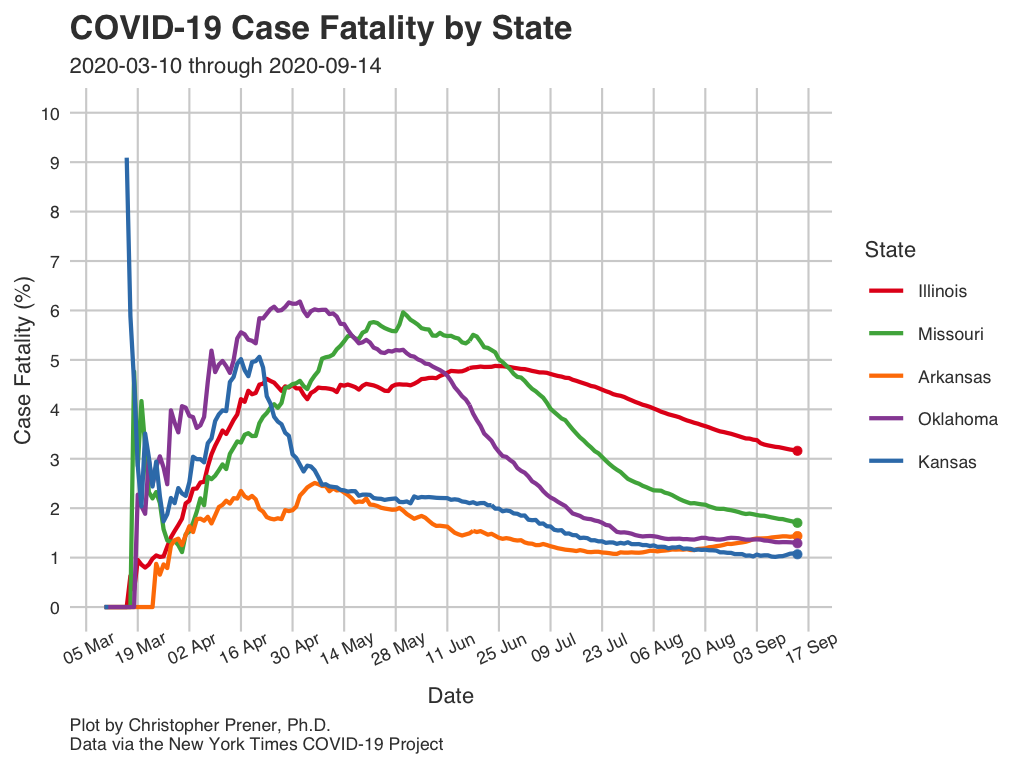 COVID-19 Case Fatality by State
2020-03-10 through 2020-09-14
Case Fatality (%)
10
9
8
7
6
5
4
3
2
1
0
05 Mar
19 Mar
02 Apr
16 Apr
30 Apr
14 May
28 May
11 Jun
25 Jun
09 Jul
23 Jul
06 Aug
20 Aug
03 Sep
17 Sep
Date
State
Illinois
Missouri
Arkansas
Oklahoma
Kansas
Plot by Christopher Prener, Ph.D.
Data via the New York Times COVID-19 Project